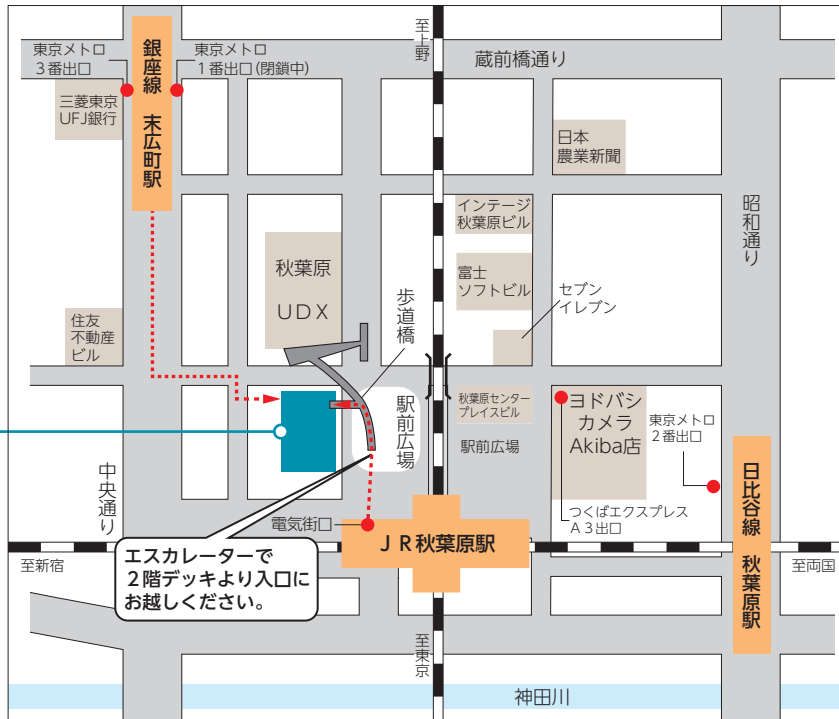 至上野
蔵前橋通り
東京メトロ
３番出口
東京メトロ
１番出口(閉鎖中)
銀座線 末広町駅
三菱東京
UFJ銀行
日本
農業新聞
昭和通り
インテージ
秋葉原ビル
富士
ソフトビル
セブン
イレブン
秋葉原
ＵＤＸ
歩道橋
住友
不動産
ビル
駅前広場
秋葉原センター
プレイスビル
駅前広場
ヨドバシ
カメラ
Akiba店
東京メトロ
２番出口
つくばエクスプレス
Ａ３出口
日比谷線 秋葉原駅
中央通り
電気街口
ＪＲ秋葉原駅
エスカレーターで
２階デッキより入口に
お越しください。
至新宿
至両国
至東京
神田川